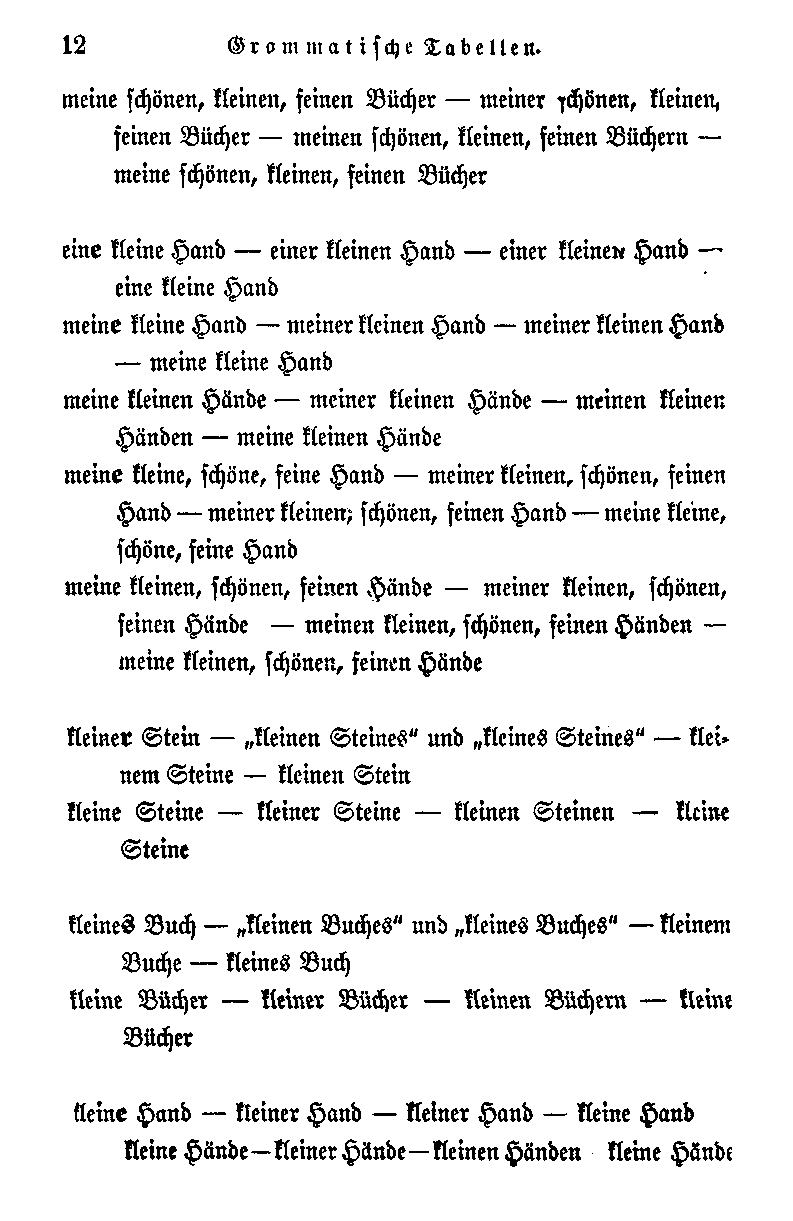 12 Grammatische Tabellen.
meine schönen, kleinen, feinen Bücher — meiner schönen, kleinen,
feinen Bücher — meinen schönen, kleinen, feinen Büchern —
meine schönen, kleinen, feinen Bücher
eine kleine Hand — einer kleinen Hand — einer kleinen Hand —
eine kleine Hand
meine kleine Hand — meiner kleinen Hand — meiner kleinen Hand
— meine kleine Hand
meine kleinen Hände — meiner kleinen Hände — meinen kleinen
Händen — meine kleinen Hände
meine kleine, schöne, feine Hand — meiner kleinen, schönen, feinen
Hand — meiner kleinen; schönen, feinen Hand — meine kleine,
schöne, feine Hand
meine kleinen, schönen, feinen Hände — meiner kleinen, schönen,
feinen Hände — meinen kleinen, schönen, feinen Händen —
meine kleinen, schönen, feinen Hände
kleiner Stein — „kleinen Steines" und „kleines Steines" — klei-
nem Steine — kleinen Stein
kleine Steine — kleiner Steine — kleinen Steinen — kleine
Steine
kleines Buch — „kleinen Buches" und „kleines Buches" — kleinem
Buche — kleines Buch
kleine Bücher — kleiner Bücher — kleinen Büchern — kleine
Bücher
kleine Hand — kleiner Hand — kleiner Hand — kleine Hand
kleine Hände—kleiner Hände—kleinen Händen kleine Hände